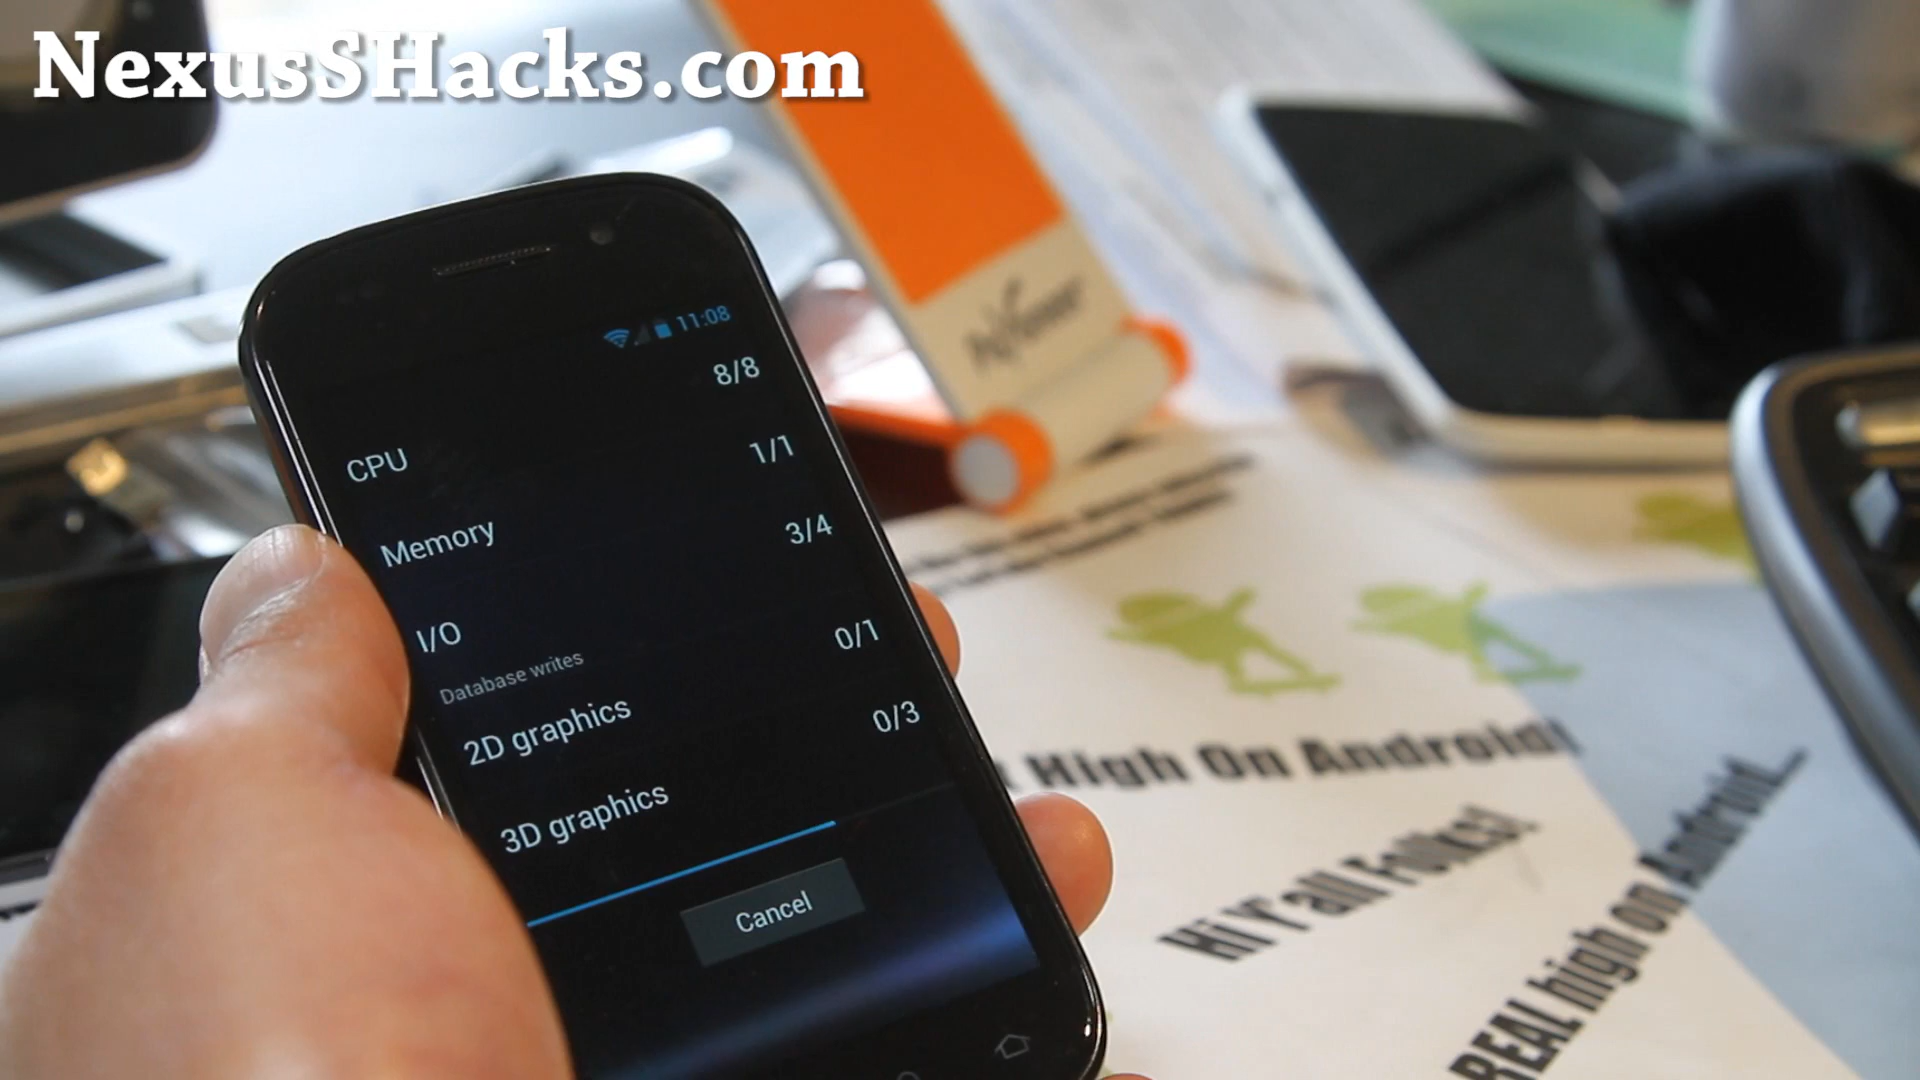 NexusSHacks.com
11:08
8/8
CPU
1/1
Memory
3/4
I/O
Database writes
0/1
2D graphics
0/3
3D graphics
Cancel
High On Android!
Hi Y'all Folks!
REAL high on Android...